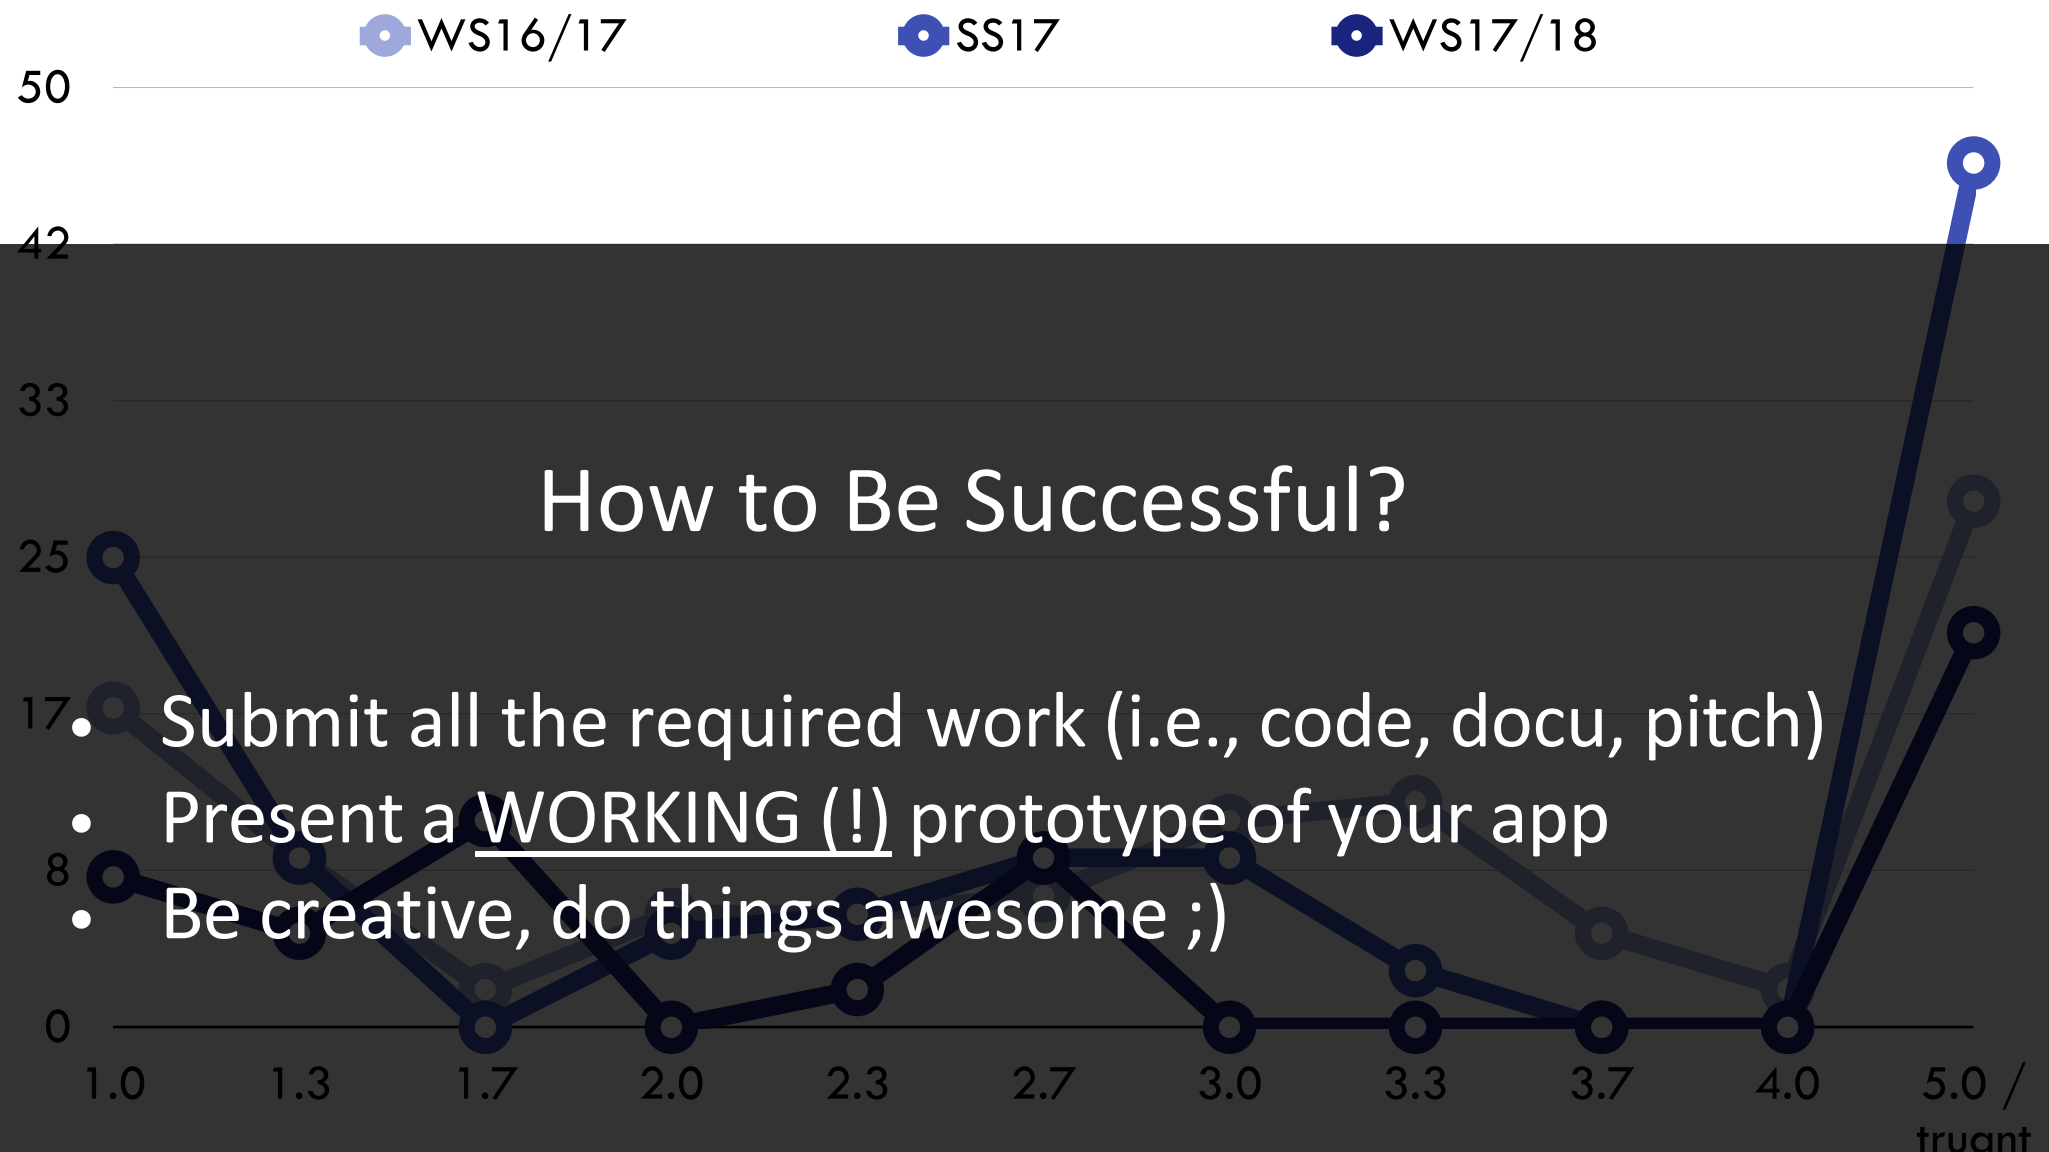 WS16/17 SS17 WS17/18
50
42
33
How to Be Successful?
25
17
• Submit all the required work (i.e., code, docu, pitch)
• Present a WORKING (!) prototype of your app
8
• Be creative, do things awesome ;)
0
1.0 1.3 1.7 2.0 2.3 2.7 3.0 3.3 3.7 4.0 5.0 /
truant